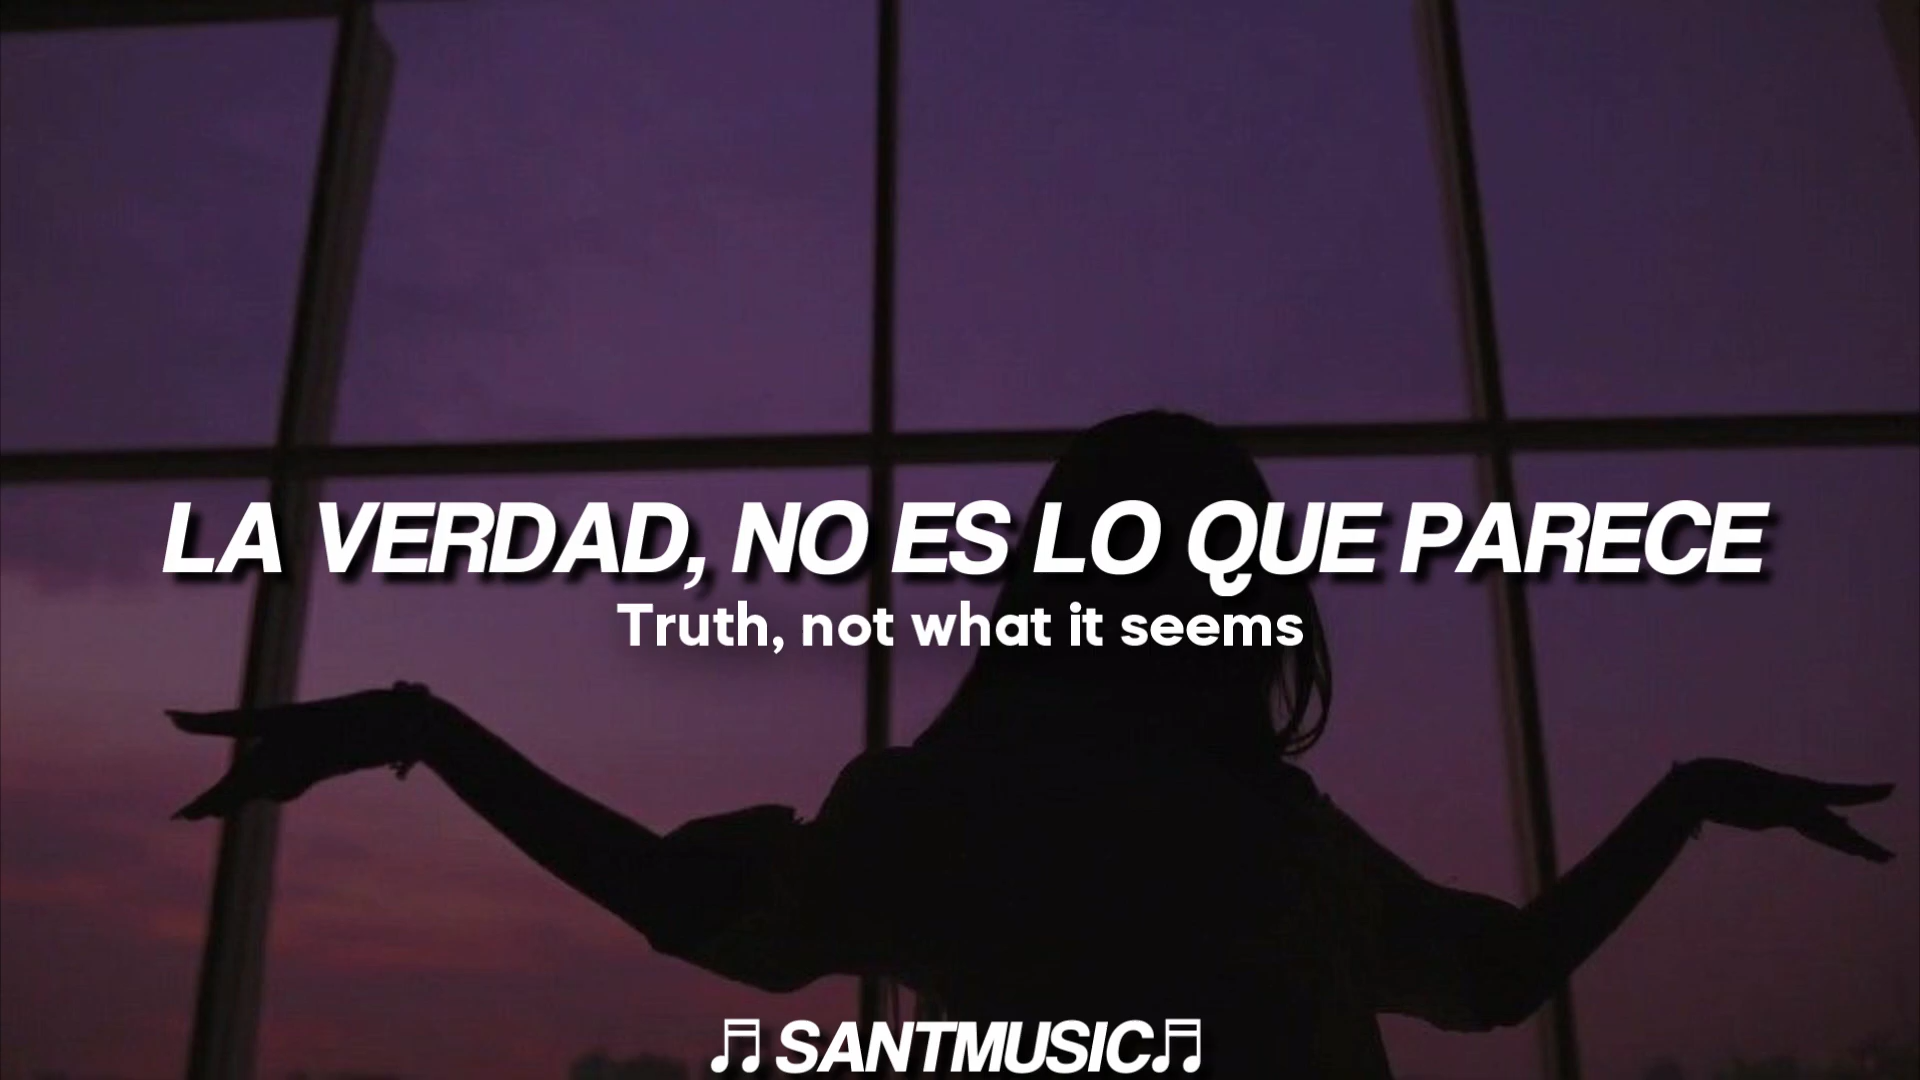 LA VERDAD, NO ES LO QUE PARECE
Truth, not what it seems
♬ SANTMUSIC♬